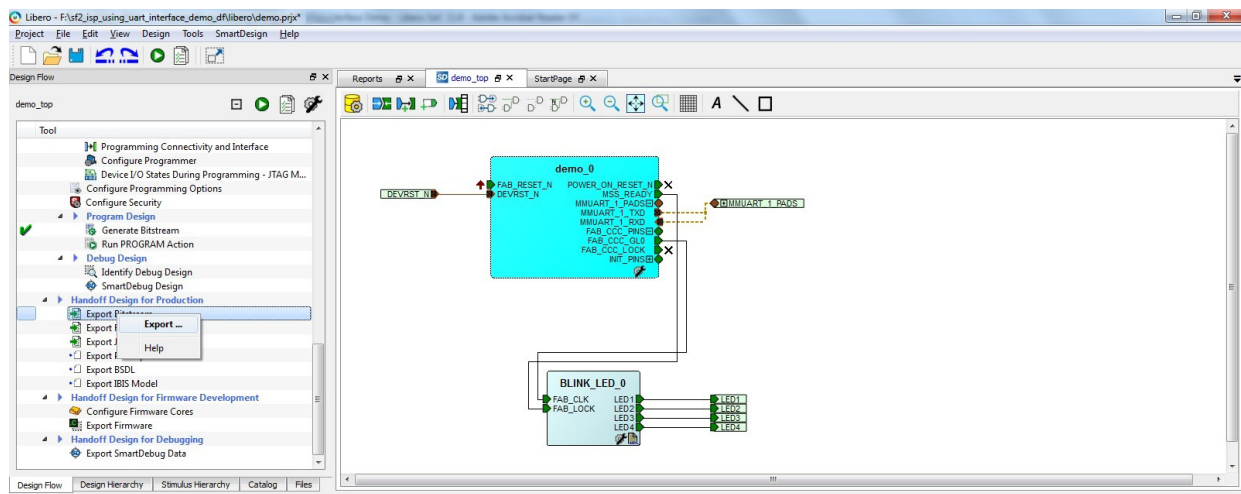 Libero - F:\sf2_isp_using_uart_interface_demo_df\libero\demo.prjx*
Project File Edit View Design Tools SmartDesign Help
Design Flow
Reports
demo_top
StartPage
demo_top
Tool
Programming Connectivity and Interface
Configure Programmer
Device I/O States During Programming - JTAG M...
Configure Programming Options
Configure Security
Program Design
Generate Bitstream
Run PROGRAM Action
Debug Design
Identify Debug Design
SmartDebug Design
Handoff Design for Production
Export Bitstream
Export
Export
Export
Export BSDL
Export IBIS Model
Handoff Design for Firmware Development
Configure Firmware Cores
Export Firmware
Handoff Design for Debugging
Export SmartDebug Data
Export ...
Help
Design Flow Design Hierarchy Stimulus Hierarchy Catalog Files
demo_0
FAB_RESET_N
DEVRST_N
DEVRST_N
POWER_ON_RESET_N
MSS_READY
MMUART_1_PADS
MMUART_1_TXD
MMUART_1_RXD
FAB_CCC_PINS
FAB_CCC_GL0
FAB_CCC_LOCK
INIT_PINS
MMUART_1_PADS
BLINK_LED_0
FAB_CLK
FAB_LOCK
LED1
LED2
LED3
LED4
LED1
LED2
LED3
LED4